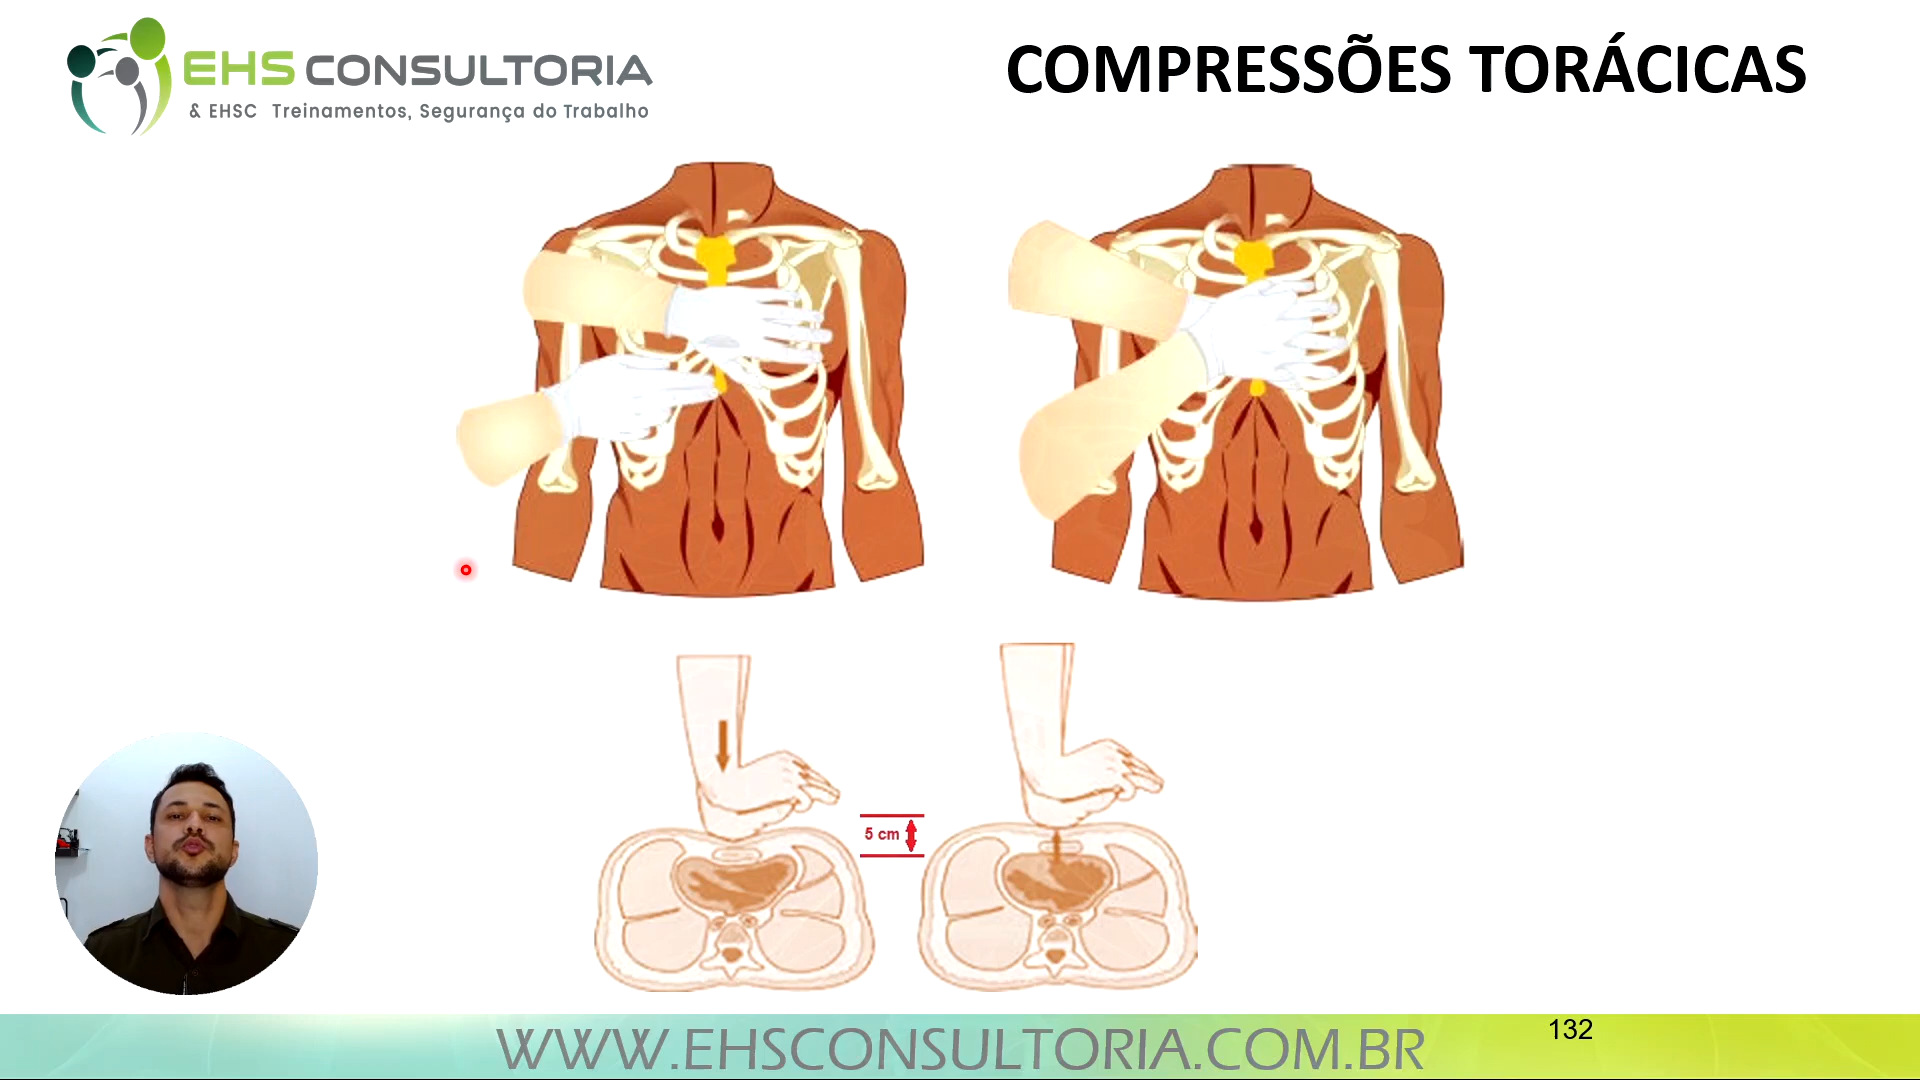 EHS CONSULTORIA
& EHSC Treinamentos, Segurança do Trabalho
COMPRESSÕES TORÁCICAS
5 cm
WWW.EHSCONSULTORIA.COM.BR
132